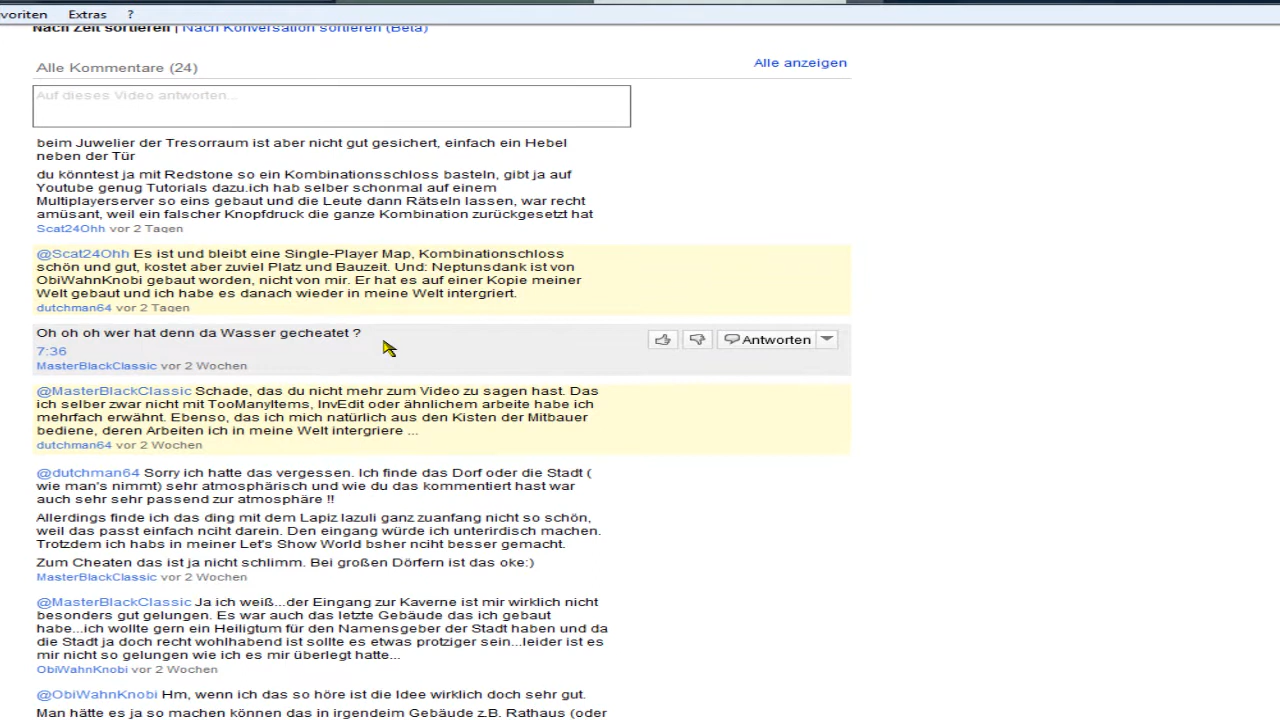 voriten Extras ?
Nach Zeit sortieren | Nach Konversation sortieren (Beta)
Alle Kommentare (24) Alle anzeigen
Auf dieses Video antworten...
beim Juwelier der Tresorraum ist aber nicht gut gesichert, einfach ein Hebel
neben der Tür
du könntest ja mit Redstone so ein Kombinationsschloss basteln, gibt ja auf
Youtube genug Tutorials dazu.ich hab selber schonmal auf einem
Multiplayerserver so eins gebaut und die Leute dann Rätseln lassen, war recht
amüsant, weil ein falscher Knopfdruck die ganze Kombination zurückgesetzt hat
Scat24Ohh vor 2 Tagen
@Scat24Ohh Es ist und bleibt eine Single-Player Map, Kombinationschloss
schön und gut, kostet aber zuviel Platz und Bauzeit. Und: Neptunsdank ist von
ObiWahnKnobi gebaut worden, nicht von mir. Er hat es auf einer Kopie meiner
Welt gebaut und ich habe es danach wieder in meine Welt intergriert.
dutchman64 vor 2 Tagen
Oh oh oh wer hat denn da Wasser gecheatet ?
Antworten
7:36
MasterBlackClassic vor 2 Wochen
@MasterBlackClassic Schade, das du nicht mehr zum Video zu sagen hast. Das
ich selber zwar nicht mit TooManyItems, InvEdit oder ähnlichem arbeite habe ich
mehrfach erwähnt. Ebenso, das ich mich natürlich aus den Kisten der Mitbauer
bediene, deren Arbeiten ich in meine Welt intergriere ...
dutchman64 vor 2 Wochen
@dutchman64 Sorry ich hatte das vergessen. Ich finde das Dorf oder die Stadt (
wie man's nimmt) sehr atmosphärisch und wie du das kommentiert hast war
auch sehr sehr passend zur atmosphäre !!
Allerdings finde ich das ding mit dem Lapiz lazuli ganz zuanfang nicht so schön,
weil das passt einfach nciht darein. Den eingang würde ich unterirdisch machen.
Trotzdem ich habs in meiner Let's Show World bsher nciht besser gemacht.
Zum Cheaten das ist ja nicht schlimm. Bei großen Dörfern ist das oke:)
MasterBlackClassic vor 2 Wochen
@MasterBlackClassic Ja ich weiß...der Eingang zur Kaverne ist mir wirklich nicht
besonders gut gelungen. Es war auch das letzte Gebäude das ich gebaut
habe...ich wollte gern ein Heiligtum für den Namensgeber der Stadt haben und da
die Stadt ja doch recht wohlhabend ist sollte es etwas protziger sein...leider ist es
mir nicht so gelungen wie ich es mir überlegt hatte...
ObiWahnKnobi vor 2 Wochen
@ObiWahnKnobi Hm, wenn ich das so höre ist die Idee wirklich doch sehr gut.
Man hätte es ja so machen können das in irgendeim Gebäude z.B. Rathaus (oder